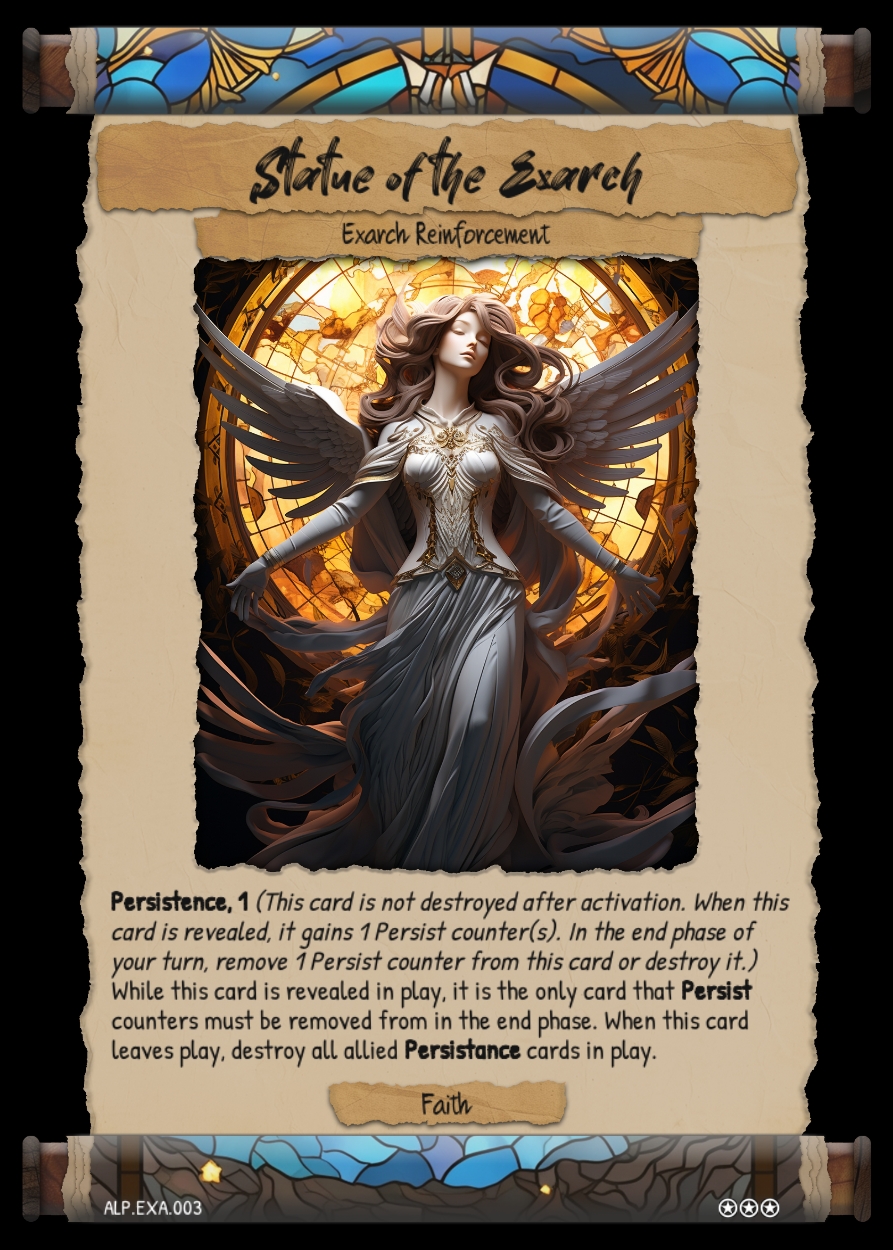 Statue of the Exarch
Exarch Reinforcement
Persistence, 1 (This card is not destroyed after activation. When this
card is revealed, it gains 1 Persist counter(s). In the end phase of
your turn, remove 1 Persist counter from this card or destroy it.)
While this card is revealed in play, it is the only card that Persist
counters must be removed from in the end phase. When this card
leaves play, destroy all allied Persistance cards in play.
Faith
ALP.EXA.003